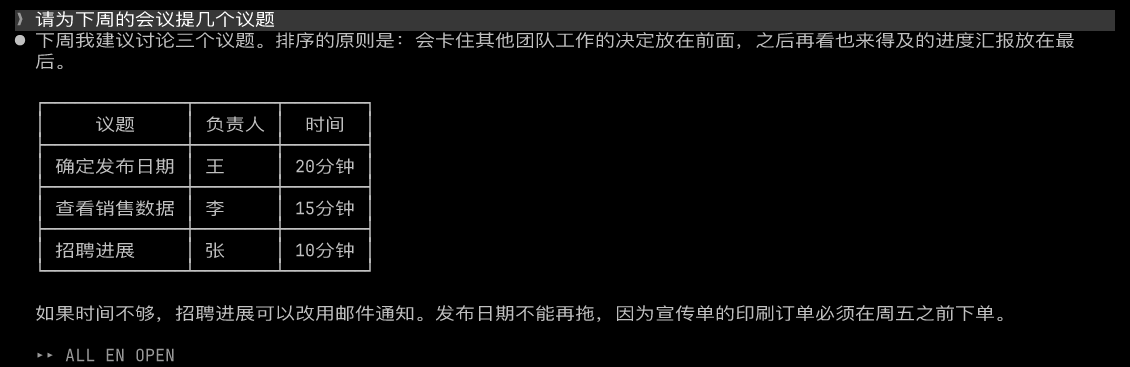 ❯ 请为下周的会议提几个议题
● 下周我建议讨论三个议题。排序的原则是：会卡住其他团队工作的决定放在前面，之后再看也来得及的进度汇报放在最
后。
议题 负责人 时间
确定发布日期 王 20分钟
查看销售数据 李 15分钟
招聘进展 张 10分钟
如果时间不够，招聘进展可以改用邮件通知。发布日期不能再拖，因为宣传单的印刷订单必须在周五之前下单。
▸▸ ALL EN OPEN